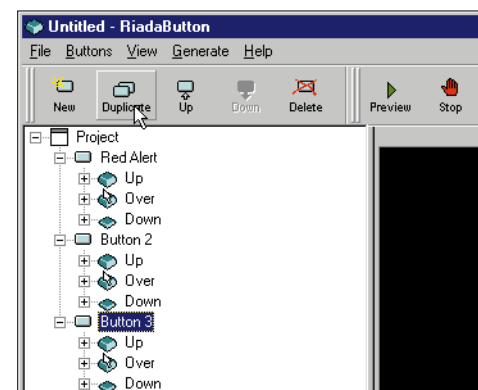 Untitled - RiadaButton
File Buttons View Generate Help
New Duplicate Up Down Delete Preview Stop
Project
Red Alert
Up
Over
Down
Button 2
Up
Over
Down
Button 3
Up
Over
Down